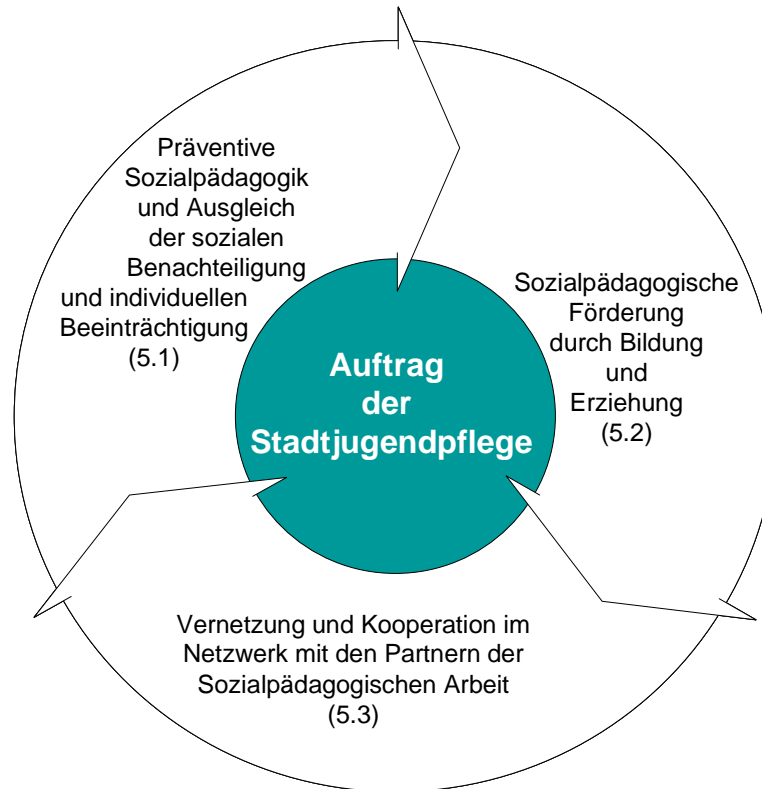 Präventive
Sozialpädagogik
und Ausgleich
der sozialen
Benachteiligung
und individuellen
Beeinträchtigung
(5.1)
Sozialpädagogische
Förderung
durch Bildung
und
Erziehung
(5.2)
Auftrag
der
Stadtjugendpflege
Vernetzung und Kooperation im
Netzwerk mit den Partnern der
Sozialpädagogischen Arbeit
(5.3)